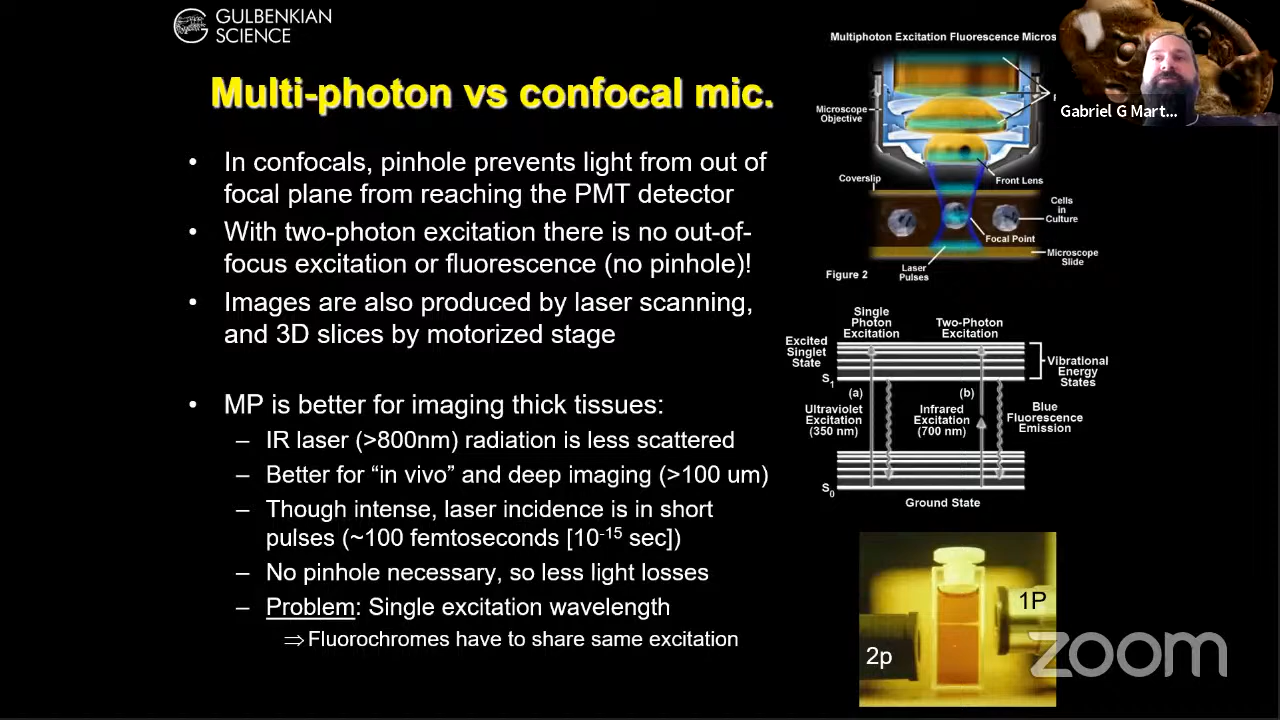 GULBENKIAN
SCIENCE
Multi-photon vs confocal mic.
• In confocals, pinhole prevents light from out of
focal plane from reaching the PMT detector
• With two-photon excitation there is no out-of-
focus excitation or fluorescence (no pinhole)!
• Images are also produced by laser scanning,
and 3D slices by motorized stage
• MP is better for imaging thick tissues:
– IR laser (>800nm) radiation is less scattered
– Better for “in vivo” and deep imaging (>100 um)
– Though intense, laser incidence is in short
pulses (~100 femtoseconds [10⁻¹⁵ sec])
– No pinhole necessary, so less light losses
– Problem: Single excitation wavelength
⇒ Fluorochromes have to share same excitation
Multiphoton Excitation Fluorescence Micros
Microscope
Objective
Coverslip
Front Lens
Cells
in
Culture
Focal Point
Microscope
Slide
Laser
Pulses
Figure 2
Gabriel G Mart...
Single
Photon
Excitation
Two-Photon
Excitation
Excited
Singlet
State
S₁
Vibrational
Energy
States
(a)
(b)
Ultraviolet
Excitation
(350 nm)
Infrared
Excitation
(700 nm)
Blue
Fluorescence
Emission
S₀
Ground State
1P
2p
zoom